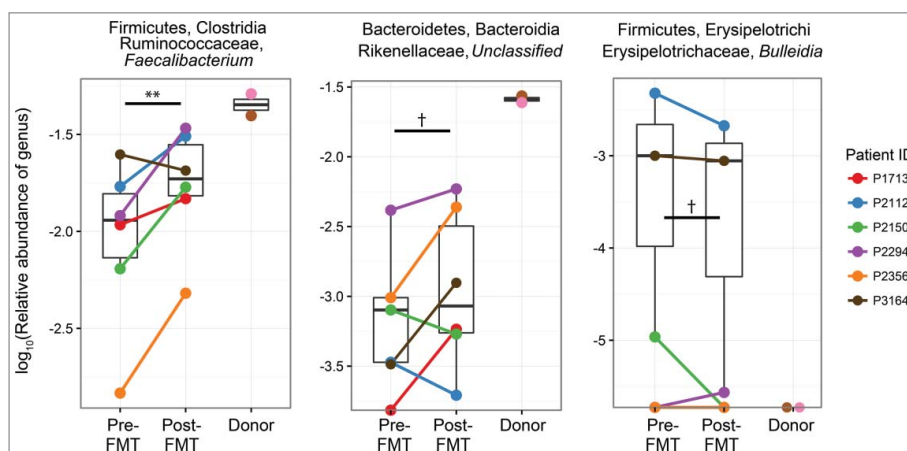 Firmicutes, Clostridia
Ruminococcaceae,
Faecalibacterium
Bacteroidetes, Bacteroidia
Rikenellaceae, Unclassified
Firmicutes, Erysipelotrichi
Erysipelotrichaceae, Bulleidia
log10(Relative abundance of genus)
-1.5
-2.0
-2.5
**
Pre-
FMT
Post-
FMT
Donor
-1.5
-2.0
-2.5
-3.0
-3.5
†
Pre-
FMT
Post-
FMT
Donor
-3
-4
-5
†
Pre-
FMT
Post-
FMT
Donor
Patient ID
P1713
P2112
P2150
P2294
P2356
P3164